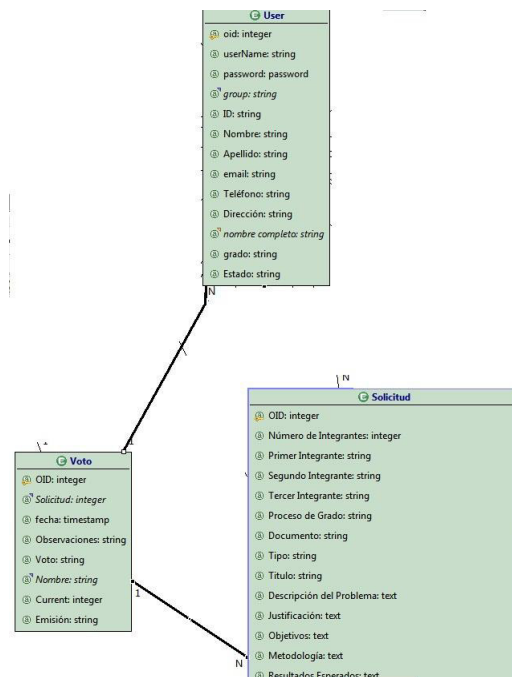 User
oid: integer
userName: string
password: password
group: string
ID: string
Nombre: string
Apellido: string
email: string
Teléfono: string
Dirección: string
nombre completo: string
grado: string
Estado: string
N
N
Solicitud
OID: integer
Número de Integrantes: integer
Primer Integrante: string
Segundo Integrante: string
Tercer Integrante: string
Proceso de Grado: string
Documento: string
Tipo: string
Titulo: string
Descripción del Problema: text
Justificación: text
Objetivos: text
Metodología: text
Resultados Esperados: text
1
Voto
OID: integer
Solicitud: integer
fecha: timestamp
Observaciones: string
Voto: string
Nombre: string
Current: integer
Emisión: string
1
N